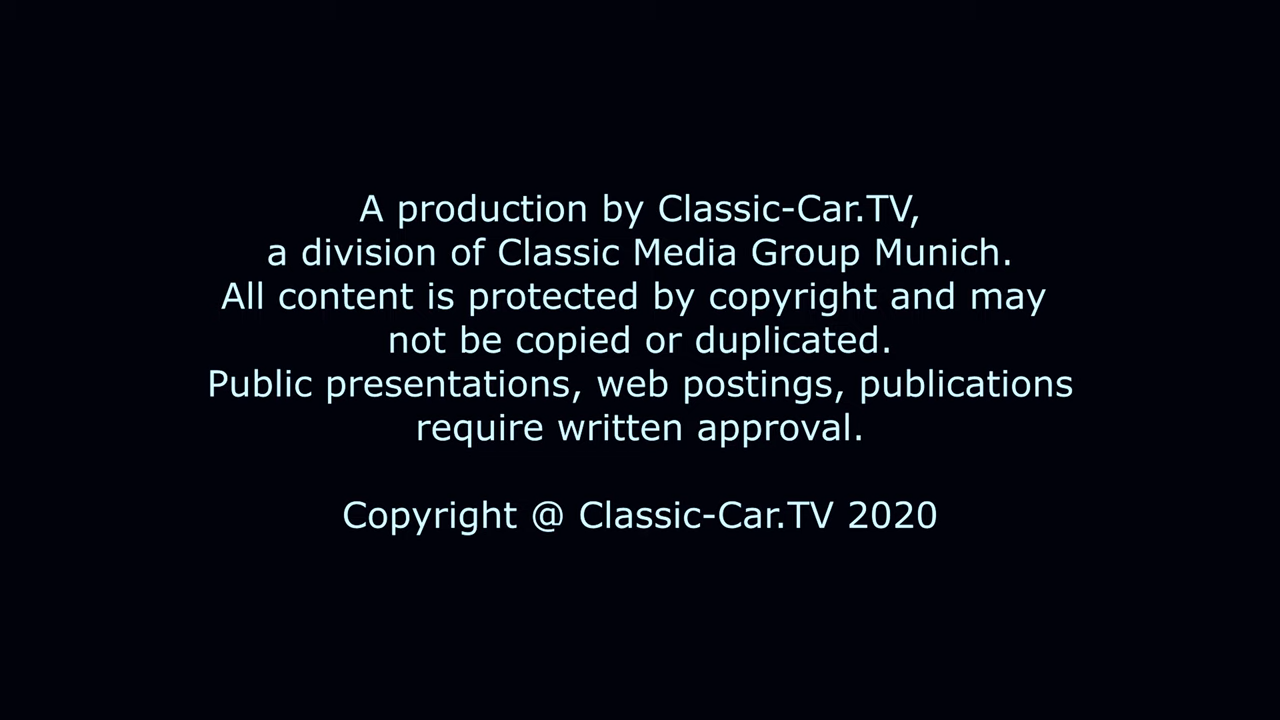 A production by Classic-Car.TV,
a division of Classic Media Group Munich.
All content is protected by copyright and may
not be copied or duplicated.
Public presentations, web postings, publications
require written approval.
Copyright @ Classic-Car.TV 2020